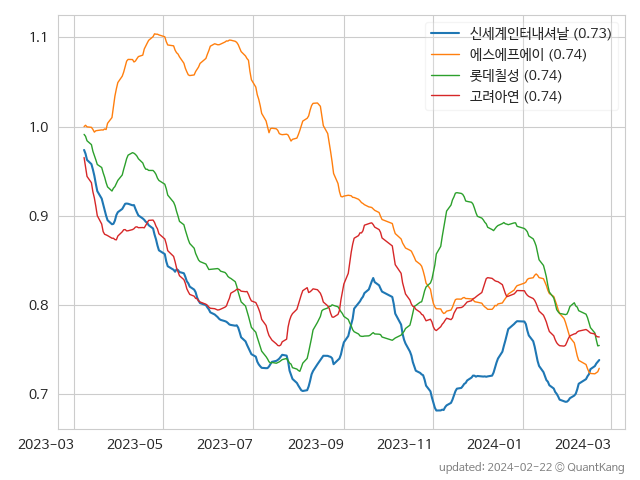 신세계인터내셔날 (0.73)
에스에프에이 (0.74)
롯데칠성 (0.74)
고려아연 (0.74)
1.1
1.0
0.9
0.8
0.7
2023-03 2023-05 2023-07 2023-09 2023-11 2024-01 2024-03
updated: 2024-02-22 © QuantKang